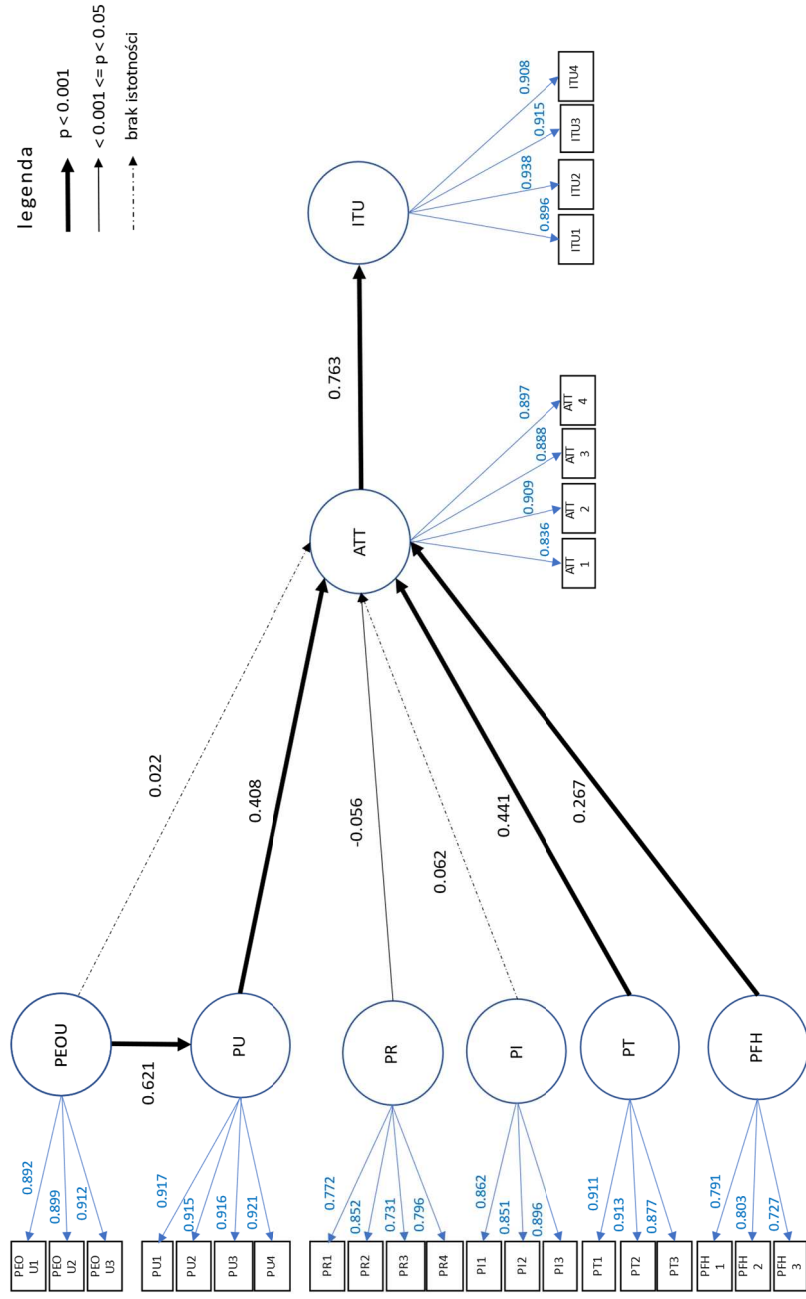 legenda
p < 0.001
< 0.001 <= p < 0.05
brak istotności
PEO
U1
PEO
U2
PEO
U3
0.892
0.899
0.912
PEOU
0.621
0.022
PU1
PU2
PU3
PU4
0.917
0.915
0.916
0.921
PU
0.408
PR1
PR2
PR3
PR4
0.772
0.852
0.731
0.796
PR
-0.056
PI1
PI2
PI3
0.862
0.851
0.896
PI
0.062
PT1
PT2
PT3
0.911
0.913
0.877
PT
0.441
PFH
1
PFH
2
PFH
3
0.791
0.803
0.727
PFH
0.267
ATT
0.836
0.909
0.888
0.897
ATT
1
ATT
2
ATT
3
ATT
4
0.763
ITU
0.896
0.938
0.915
0.908
ITU1
ITU2
ITU3
ITU4